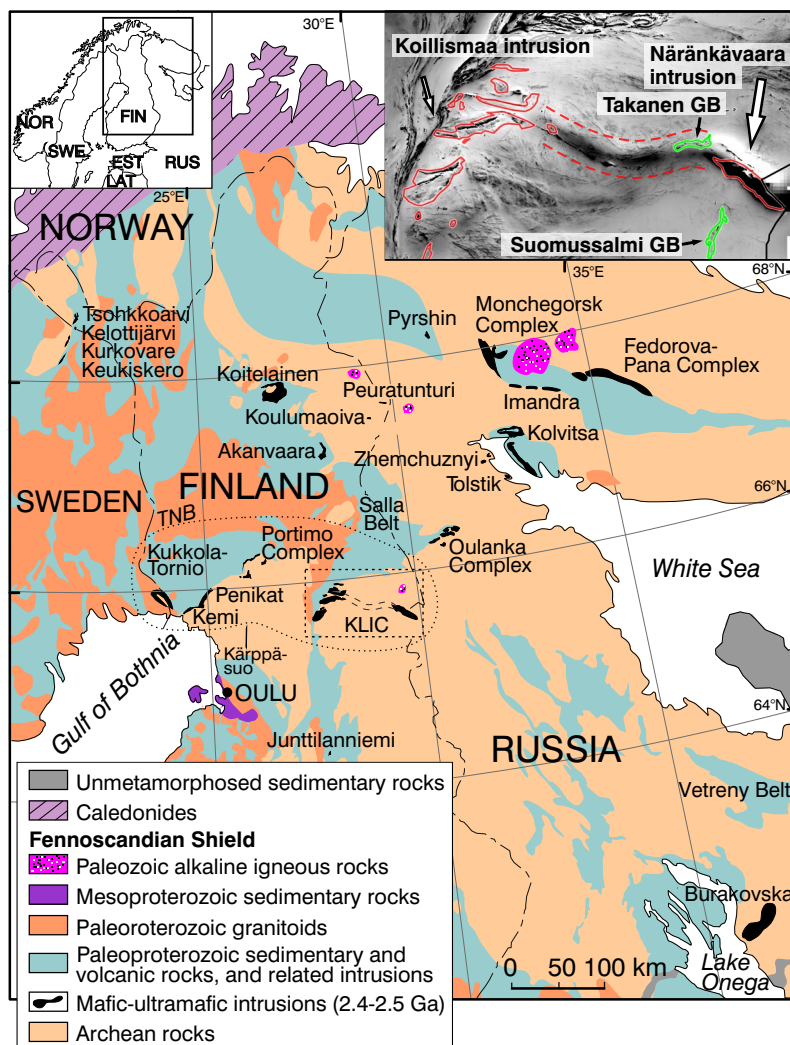 30°E
Koillismaa intrusion
Näränkävaara
intrusion
Takanen GB
Suomussalmi GB
NOR
SWE
FIN
EST
LAT
RUS
25°E
35°E
68°N
NORWAY
Tsohkkoaivi
Kelottijärvi
Kurkovare
Keukiskero
Pyrshin
Monchegorsk
Complex
Fedorova-
Pana Complex
Koitelainen
Peuratunturi
Koulumaoiva
Imandra
Kolvitsa
Akanvaara
Zhemchuznyi
Tolstik
66°N
SWEDEN
FINLAND
TNB
Salla
Belt
Portimo
Complex
Kukkola-
Tornio
Oulanka
Complex
White Sea
Penikat
Kemi
KLIC
Kärppä-
suo
Gulf of Bothnia
OULU
64°N
Junttilanniemi
RUSSIA
Vetreny Belt
Burakovska
Lake
Onega
0 50 100 km
Unmetamorphosed sedimentary rocks
Caledonides
Fennoscandian Shield
Paleozoic alkaline igneous rocks
Mesoproterozoic sedimentary rocks
Paleoroterozoic granitoids
Paleoproterozoic sedimentary and
volcanic rocks, and related intrusions
Mafic-ultramafic intrusions (2.4-2.5 Ga)
Archean rocks